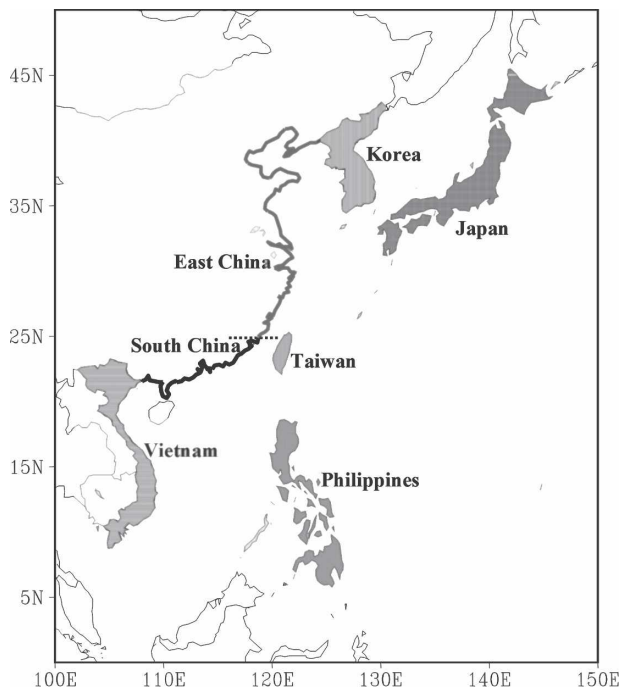 45N
Korea
35N
Japan
East China
25N
South China
Taiwan
Vietnam
15N
Philippines
5N
100E 110E 120E 130E 140E 150E